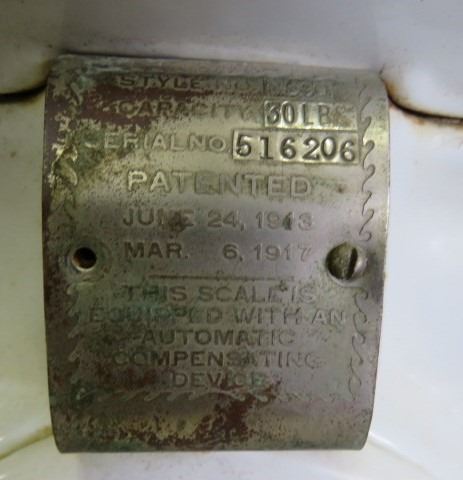 STYLE NO.
CAPACITY 30 LBS
SERIAL NO. 516206
PATENTED
JUNE 24, 1913
MAR. 6, 1917
THIS SCALE IS
EQUIPPED WITH AN
AUTOMATIC
COMPENSATING
DEVICE